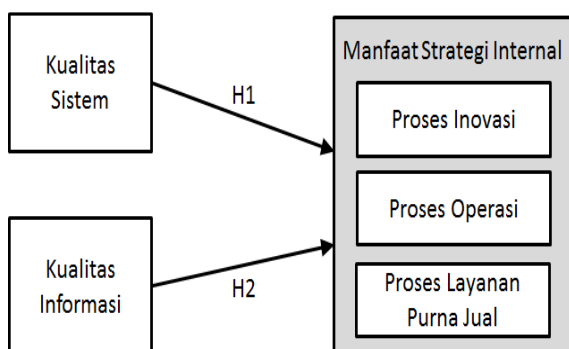 Kualitas
Sistem
H1
Manfaat Strategi Internal
Proses Inovasi
Proses Operasi
Proses Layanan
Purna Jual
Kualitas
Informasi
H2